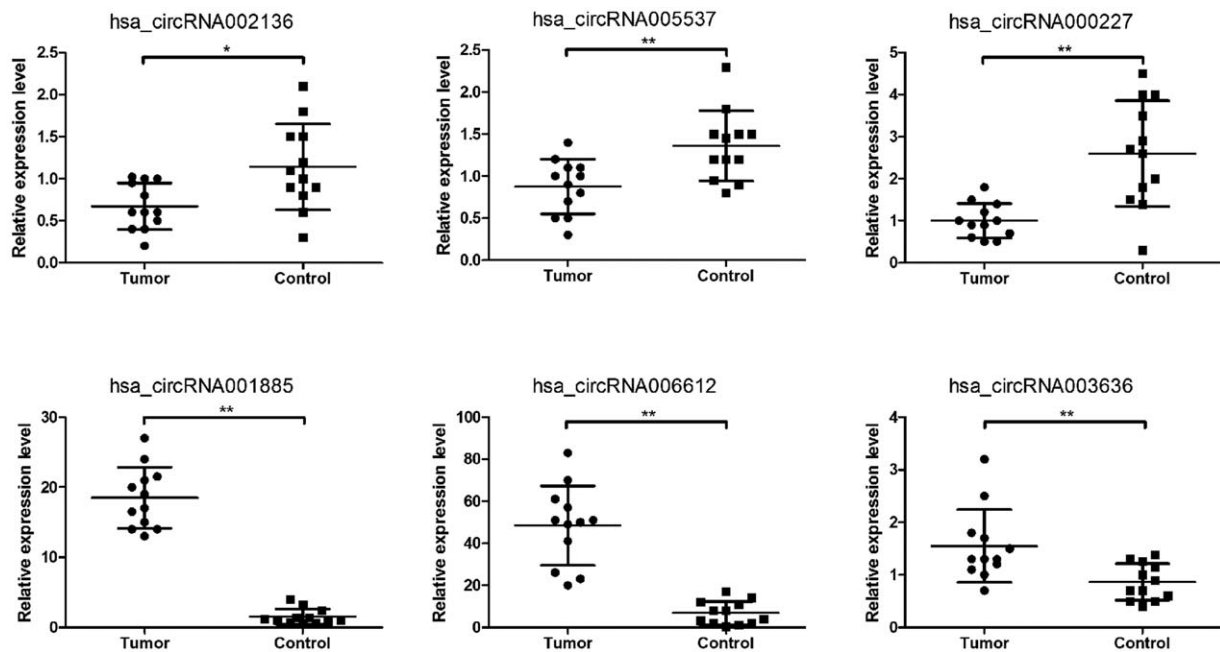 hsa_circRNA002136
*
Relative expression level
2.5
2.0
1.5
1.0
0.5
0.0
Tumor Control
hsa_circRNA005537
**
Relative expression level
2.5
2.0
1.5
1.0
0.5
0.0
Tumor Control
hsa_circRNA000227
**
Relative expression level
5
4
3
2
1
0
Tumor Control
hsa_circRNA001885
**
Relative expression level
30
20
10
0
Tumor Control
hsa_circRNA006612
**
Relative expression level
100
80
60
40
20
0
Tumor Control
hsa_circRNA003636
**
Relative expression level
4
3
2
1
0
Tumor Control